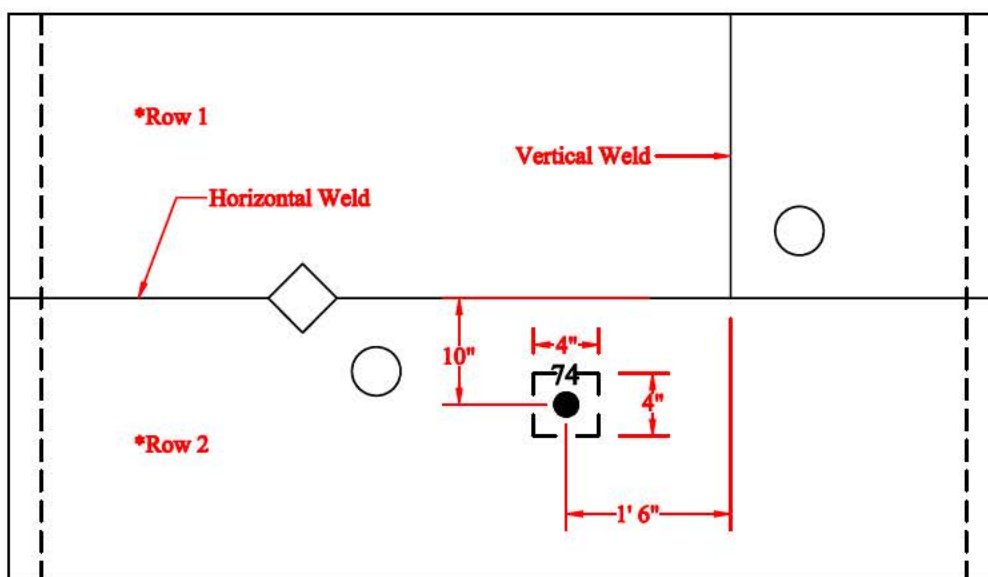 *Row 1
Vertical Weld
Horizontal Weld
10"
4"
74
4"
*Row 2
1' 6"